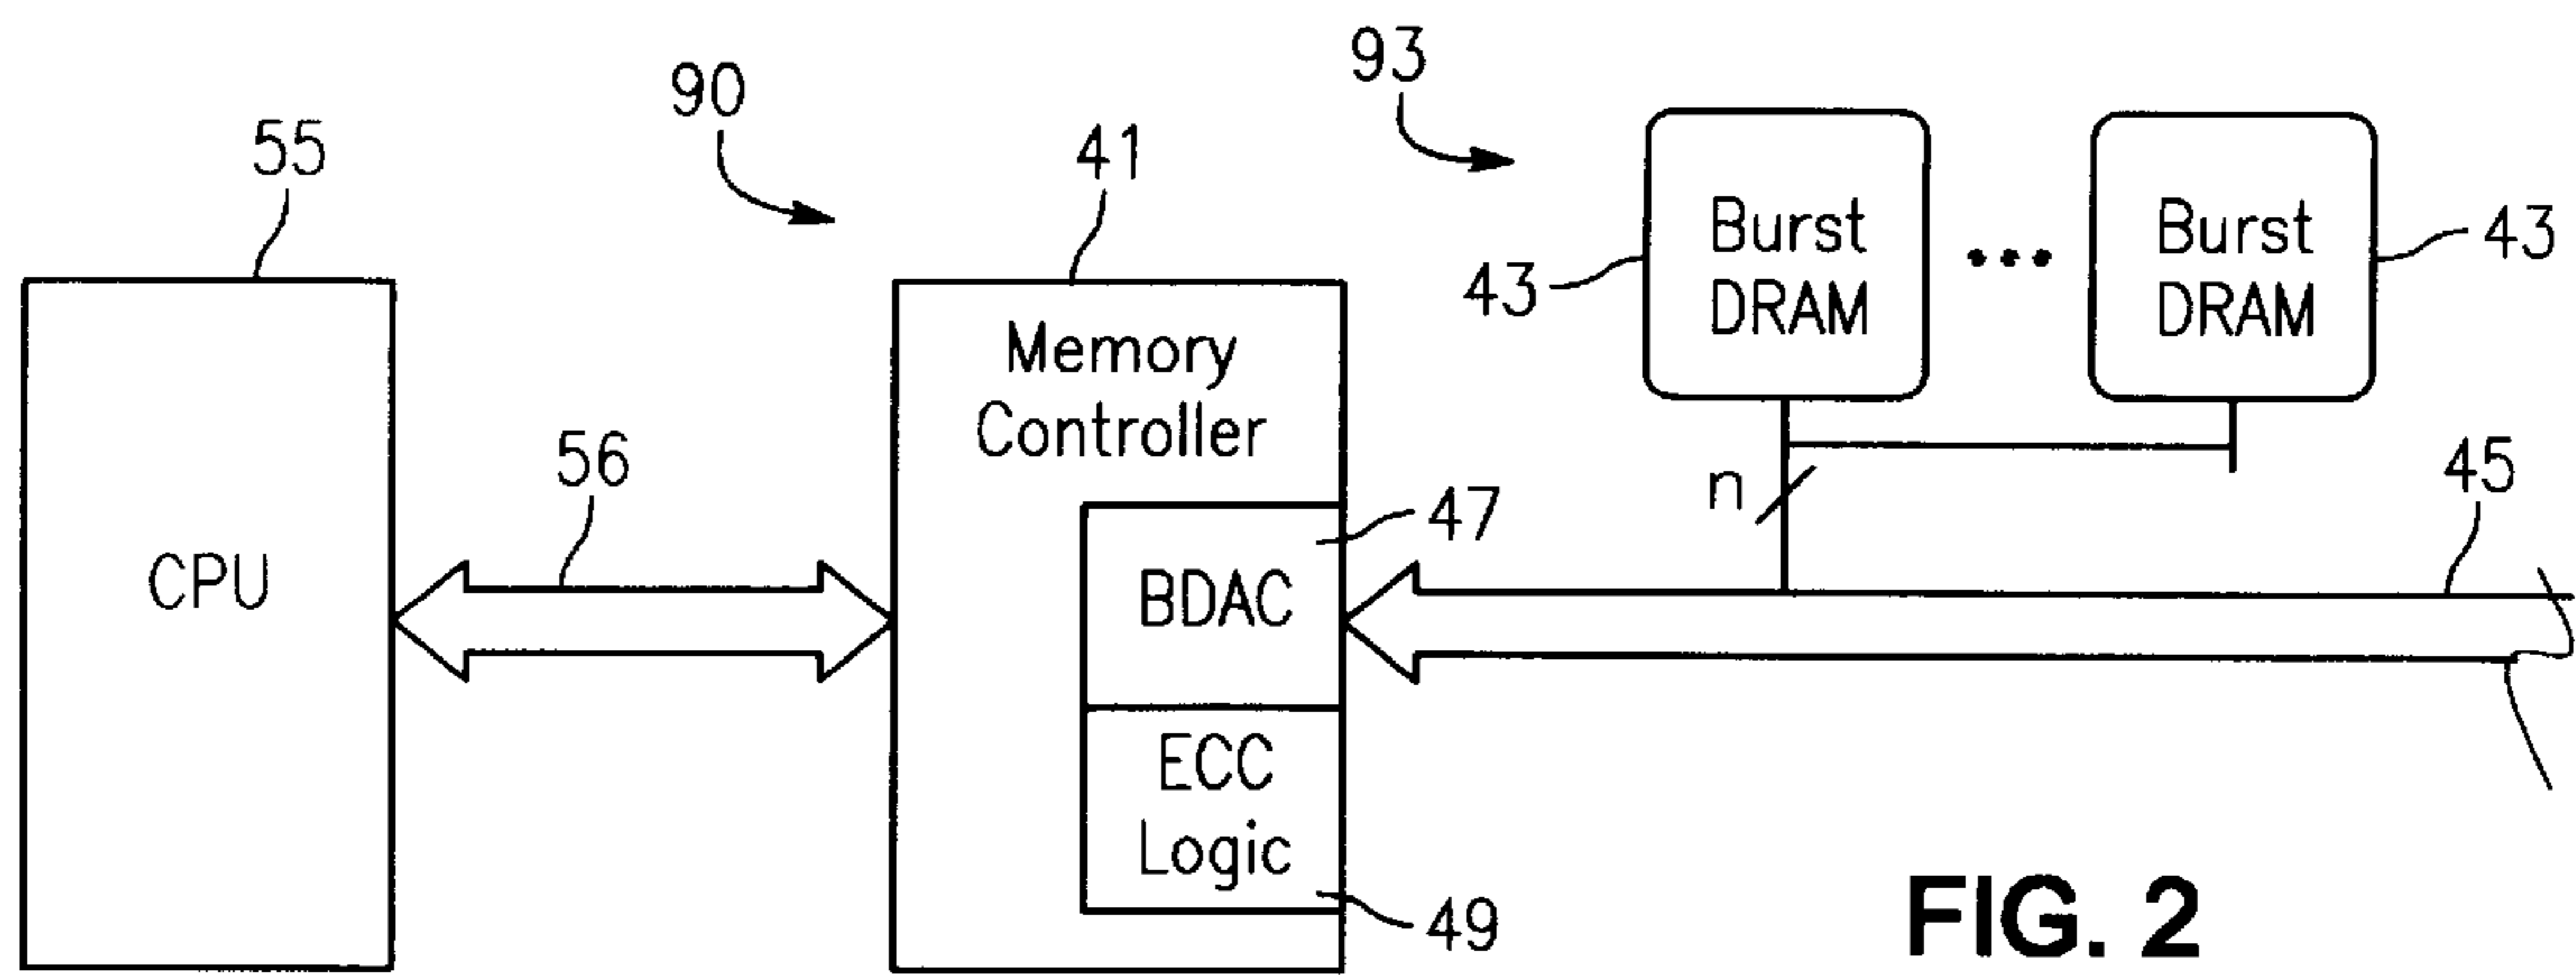 93
90
55
41
Burst
DRAM
Burst
DRAM
43
43
Memory
Controller
56
n
45
47
CPU
BDAC
ECC
Logic
49
FIG. 2